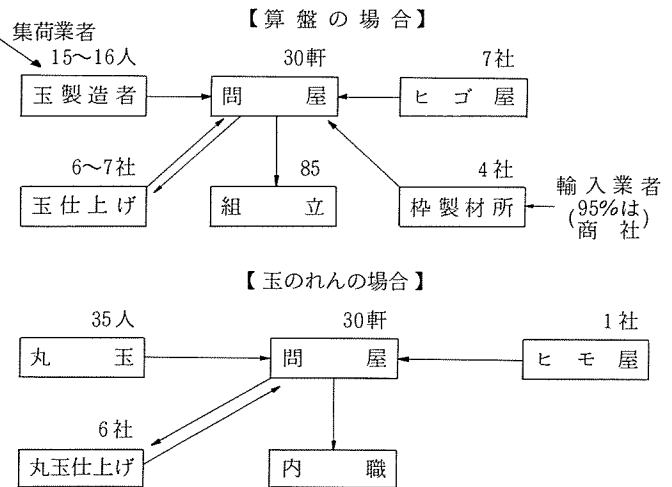 【算盤の場合】
集荷業者
15〜16人
30軒
7社
玉製造者
問屋
ヒゴ屋
6〜7社
85
4社
玉仕上げ
組立
枠製材所
輸入業者
(95%は
商社)
【玉のれんの場合】
35人
30軒
1社
丸玉
問屋
ヒモ屋
6社
丸玉仕上げ
内職